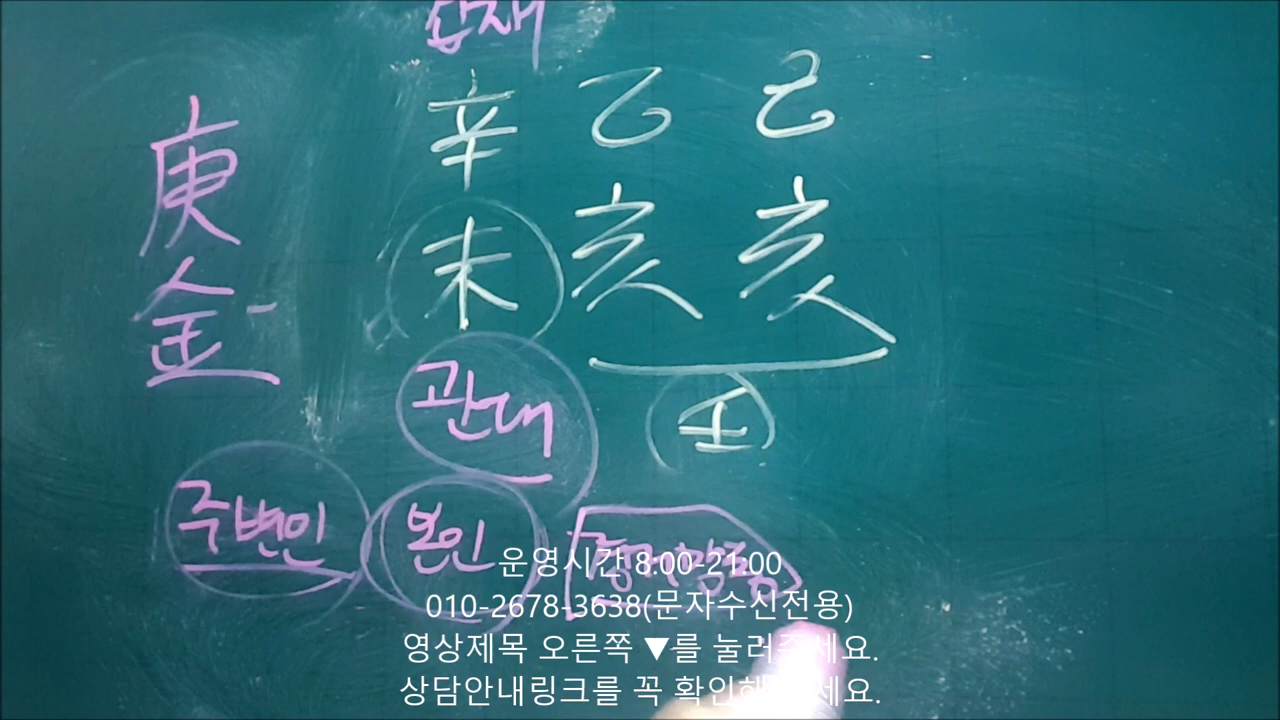 辛 乙 己
未 亥 亥
壬
庚
金
관대
주변인
본인
운영시간 8:00-21:00
010-2678-3638(문자수신전용)
영상제목 오른쪽 ▼를 눌러주세요.
상담안내링크를 꼭 확인해주세요.